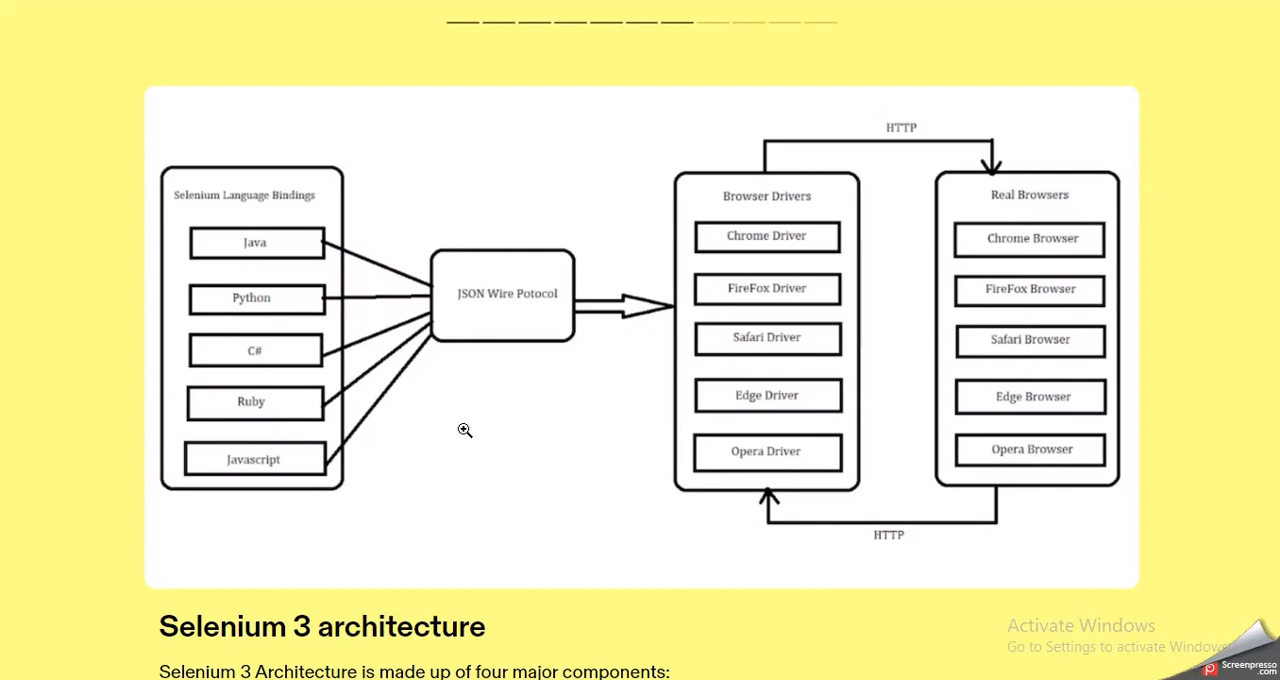 HTTP
Selenium Language Bindings
Java
Python
C#
Ruby
Javascript
JSON Wire Potocol
Browser Drivers
Chrome Driver
FireFox Driver
Safari Driver
Edge Driver
Opera Driver
Real Browsers
Chrome Browser
FireFox Browser
Safari Browser
Edge Browser
Opera Browser
HTTP
Selenium 3 architecture
Selenium 3 Architecture is made up of four major components:
Activate Windows
Go to Settings to activate Windows
Screenpresso
.com